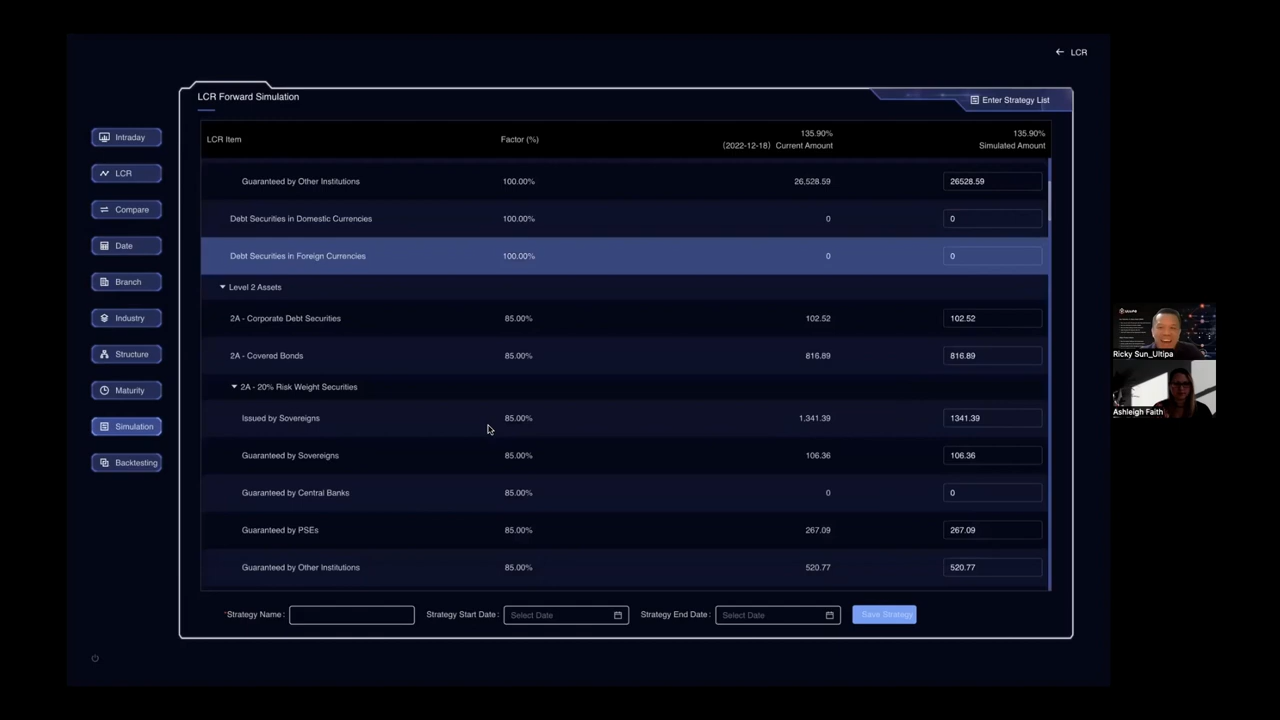 ← LCR
LCR Forward Simulation
Enter Strategy List
LCR Item Factor (%) 135.90% (2022-12-18) Current Amount 135.90% Simulated Amount
Guaranteed by Other Institutions 100.00% 26,528.59 26528.59
Debt Securities in Domestic Currencies 100.00% 0 0
Debt Securities in Foreign Currencies 100.00% 0 0
Level 2 Assets
2A - Corporate Debt Securities 85.00% 102.52 102.52
2A - Covered Bonds 85.00% 816.89 816.89
2A - 20% Risk Weight Securities
Issued by Sovereigns 85.00% 1,341.39 1341.39
Guaranteed by Sovereigns 85.00% 106.36 106.36
Guaranteed by Central Banks 85.00% 0 0
Guaranteed by PSEs 85.00% 267.09 267.09
Guaranteed by Other Institutions 85.00% 520.77 520.77
*Strategy Name : Strategy Start Date : Select Date Strategy End Date : Select Date Save Strategy
Intraday
LCR
Compare
Date
Branch
Industry
Structure
Maturity
Simulation
Backtesting
Ricky Sun_Ultipa
Ashleigh Faith